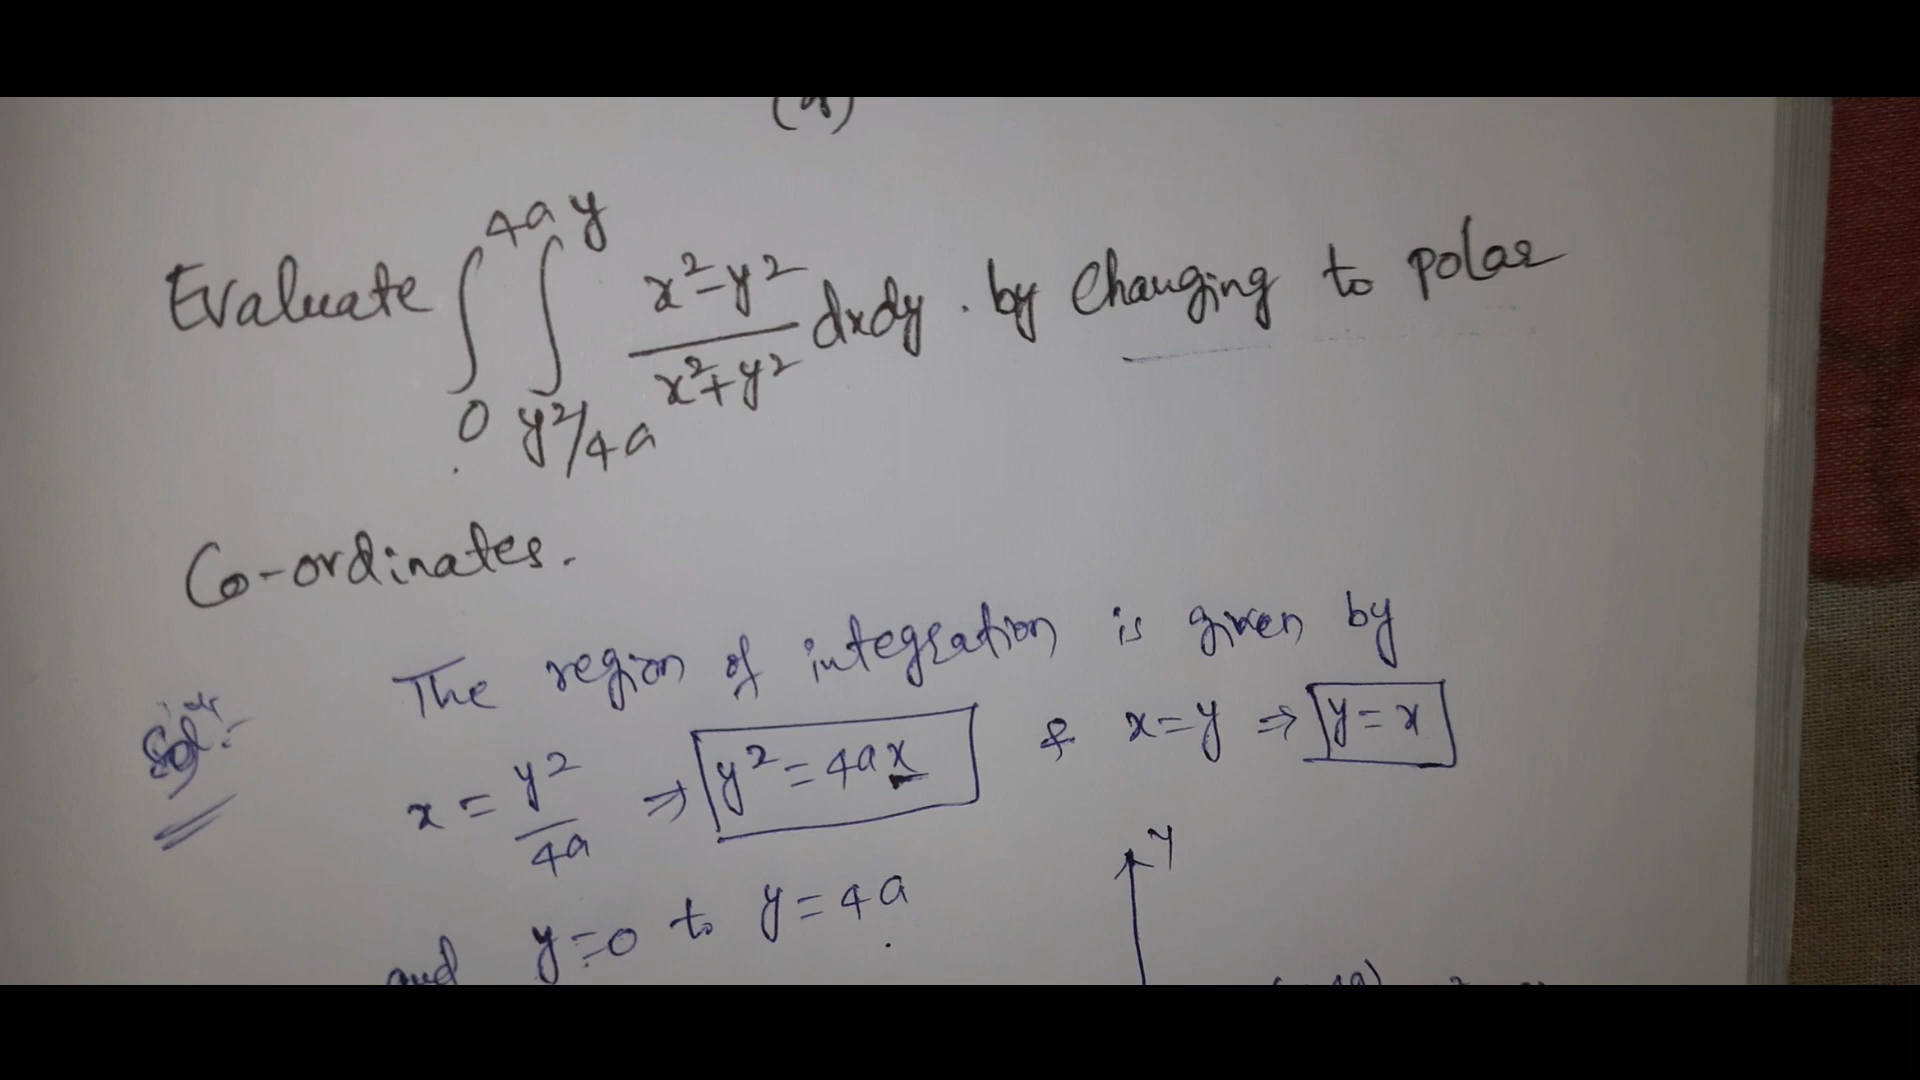 Evaluate ∫₀^4a ∫_{y²/4a}^y (x²-y²)/(x²+y²) dxdy. by changing to polar
Co-ordinates.
Sol:- The region of integration is given by
x = y²/4a ⇒ y² = 4ax & x=y ⇒ y = x
and y=0 to y=4a
y